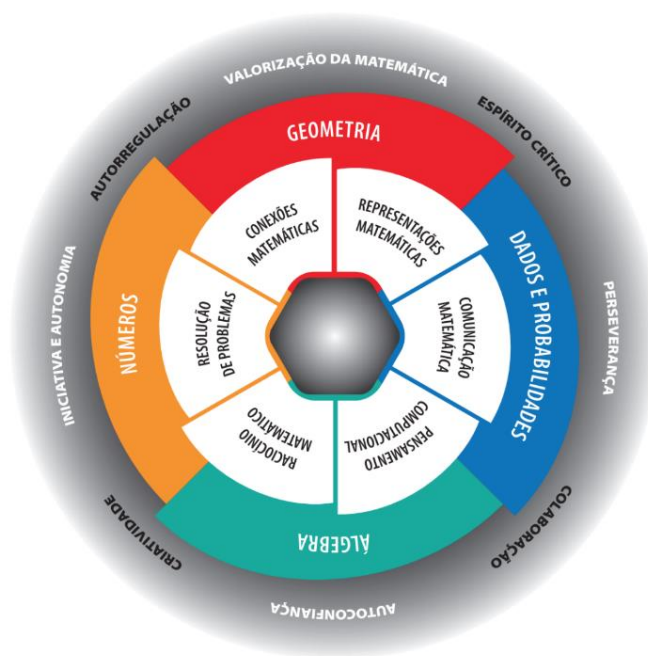 VALORIZAÇÃO DA MATEMÁTICA
ESPÍRITO CRÍTICO
PERSEVERANÇA
COLABORAÇÃO
AUTOCONFIANÇA
CRIATIVIDADE
INICIATIVA E AUTONOMIA
AUTORREGULAÇÃO
GEOMETRIA
DADOS E PROBABILIDADES
ÁLGEBRA
NÚMEROS
CONEXÕES
MATEMÁTICAS
REPRESENTAÇÕES
MATEMÁTICAS
COMUNICAÇÃO
MATEMÁTICA
PENSAMENTO
COMPUTACIONAL
RACIOCÍNIO
MATEMÁTICO
RESOLUÇÃO
DE PROBLEMAS